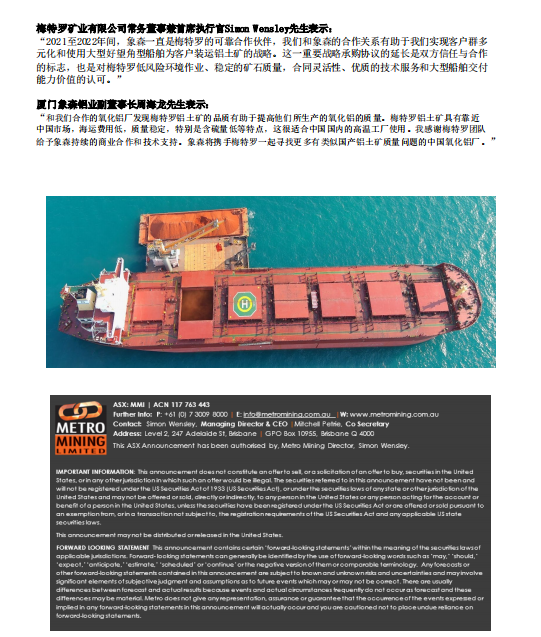 梅特罗矿业有限公司常务董事兼首席执行官Simon Wensley先生表示：
“2021至2022年间，象森一直是梅特罗的可靠合作伙伴，我们和象森的合作关系有助于我们实现客户群多
元化和使用大型好望角型船舶为客户装运铝土矿的战略。这一重要战略承购协议的延长是双方信任与合作
的标志，也是对梅特罗低风险环境作业、稳定的矿石质量，合同灵活性、优质的技术服务和大型船舶交付
能力价值的认可。”
厦门象森铝业副董事长周海龙先生表示：
“和我们合作的氧化铝厂发现梅特罗铝土矿的品质有助于提高他们所生产的氧化铝的质量。梅特罗铝土矿具有靠近
中国市场，海运费用低，质量稳定，特别是含硫量低等特点，这很适合中国国内的高温工厂使用。我感谢梅特罗团队
给予象森持续的商业合作和技术支持。象森将携手梅特罗一起寻找更多有类似国产铝土矿质量问题的中国氧化铝厂。”
H
METRO
MINING
LIMITED
ASX: MMI | ACN 117 763 443
Further Info: P: +61 (0) 7 3009 8000 | E: info@metromining.com.au | W: www.metromining.com.au
Contact: Simon Wensley, Managing Director & CEO | Mitchell Petrie, Co Secretary
Address: Level 2, 247 Adelaide St, Brisbane | GPO Box 10955, Brisbane Q 4000
This ASX Announcement has been authorised by, Metro Mining Director, Simon Wensley.
IMPORTANT INFORMATION: This announcement does not constitute an offer to sell, or a solicitation of an offer to buy, securities in the United
States, or in any other jurisdiction in which such an offer would be illegal. The securities referred to in this announcement have not been and
will not be registered under the US Securities Act of 1933 (US Securities Act), or under the securities laws of any state or other jurisdiction of the
United States and may not be offered or sold, directly or indirectly, to any person in the United States or any person acting for the account or
benefit of a person in the United States, unless the securities have been registered under the US Securities Act or are offered or sold pursuant to
an exemption from, or in a transaction not subject to, the registration requirements of the US Securities Act and any applicable US state
securities laws.
This announcement may not be distributed or released in the United States.
FORWARD LOOKING STATEMENT This announcement contains certain ‘forward-looking statements’ within the meaning of the securities laws of
applicable jurisdictions. Forward-looking statements can generally be identified by the use of forward-looking words such as ‘may,’ ‘should,’
‘expect,’ ‘anticipate,’ ‘estimate,’ ‘scheduled’ or ‘continue’ or the negative version of them or comparable terminology. Any forecasts or
other forward-looking statements contained in this announcement are subject to known and unknown risks and uncertainties and may involve
significant elements of subjective judgment and assumptions as to future events which may or may not be correct. There are usually
differences between forecast and actual results because events and actual circumstances frequently do not occur as forecast and these
differences may be material. Metro does not give any representation, assurance or guarantee that the occurrence of the events expressed or
implied in any forward-looking statements in this announcement will actually occur and you are cautioned not to place undue reliance on
forward-looking statements.